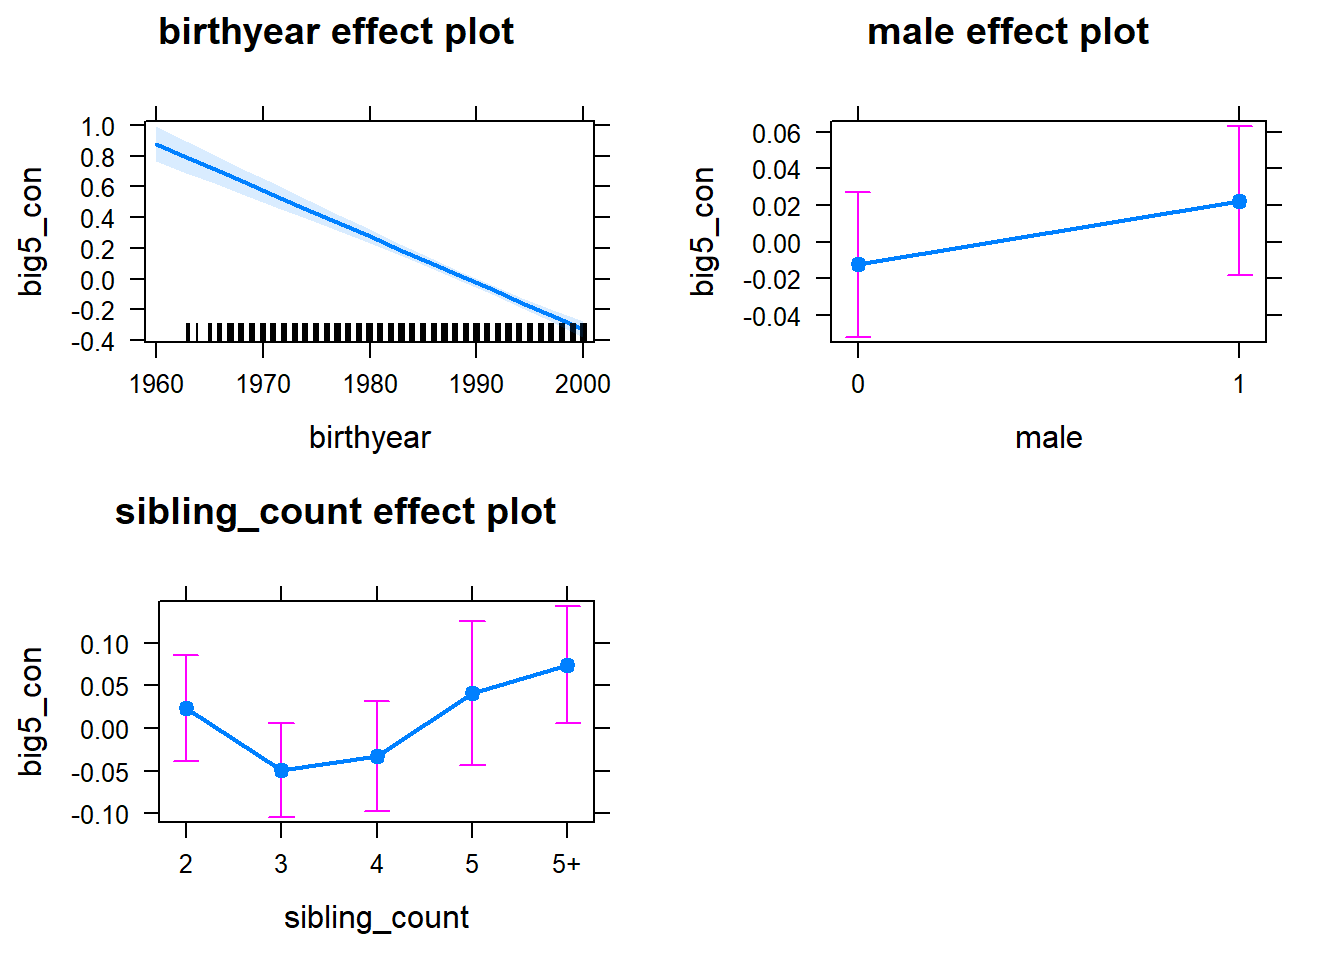 birthyear effect plot
big5_con
1.0
0.8
0.6
0.4
0.2
0.0
-0.2
-0.4
1960 1970 1980 1990 2000
birthyear
male effect plot
big5_con
0.06
0.04
0.02
0.00
-0.02
-0.04
0 1
male
sibling_count effect plot
big5_con
0.10
0.05
0.00
-0.05
-0.10
2 3 4 5 5+
sibling_count